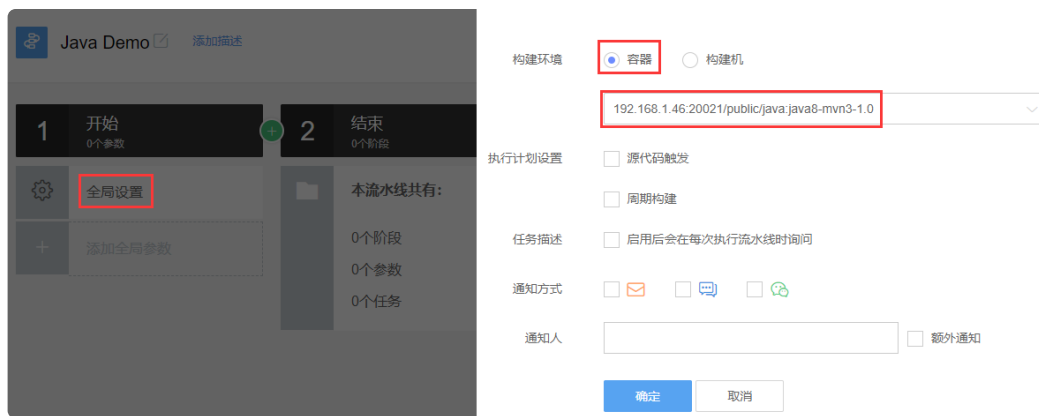 Java Demo 添加描述
1 开始
0个参数
2 结束
0个阶段
全局设置
添加全局参数
本流水线共有:
0个阶段
0个参数
0个任务
构建环境 容器 构建机
192.168.1.46:20021/public/java:java8-mvn3-1.0
执行计划设置 源代码触发
周期构建
任务描述 启用后会在每次执行流水线时询问
通知方式
通知人 额外通知
确定 取消